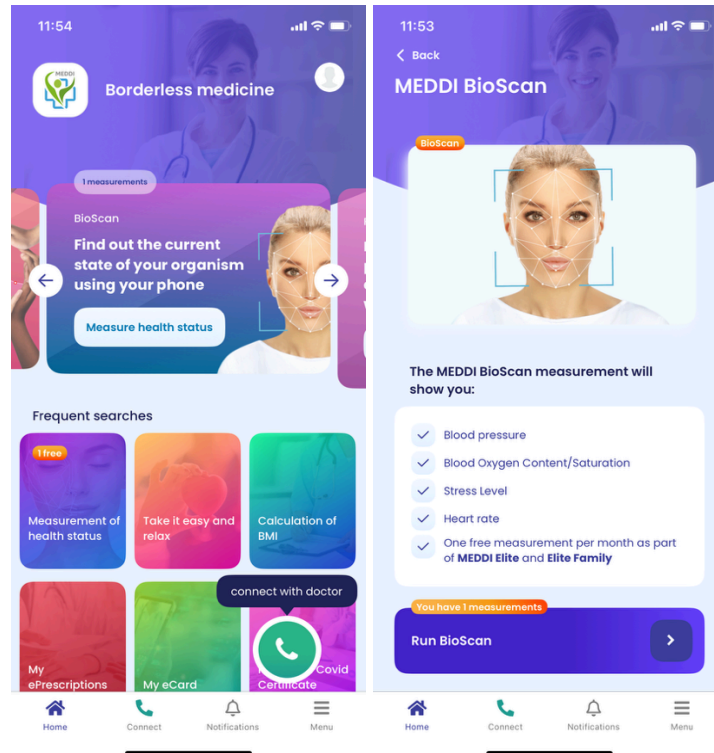 11:54
MEDDI
Borderless medicine
1 measurements
BioScan
Find out the current
state of your organism
using your phone
Measure health status
Frequent searches
1 free
Measurement of
health status
Take it easy and
relax
Calculation of
BMI
connect with doctor
My
ePrescriptions
My eCard
Covid
Certificate
Home
Connect
Notifications
Menu
11:53
Back
MEDDI BioScan
BioScan
The MEDDI BioScan measurement will
show you:
Blood pressure
Blood Oxygen Content/Saturation
Stress Level
Heart rate
One free measurement per month as part
of MEDDI Elite and Elite Family
You have 1 measurements
Run BioScan
Home
Connect
Notifications
Menu